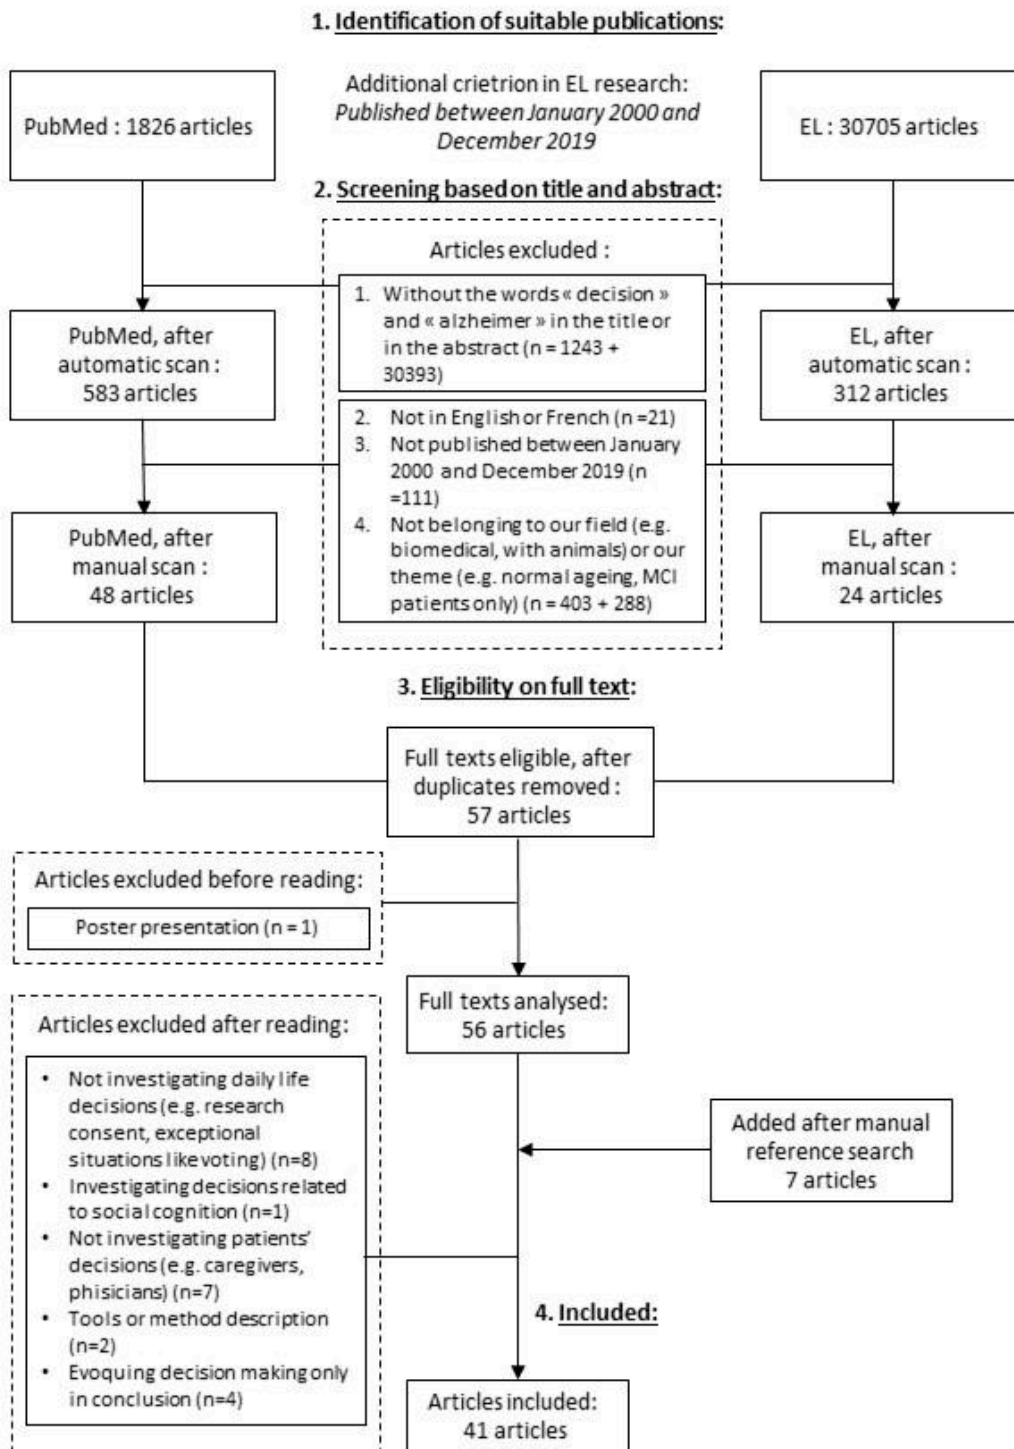 1. Identification of suitable publications:
PubMed : 1826 articles
Additional crietrion in EL research:
Published between January 2000 and
December 2019
EL : 30705 articles
2. Screening based on title and abstract:
Articles excluded :
1. Without the words « decision »
and « alzheimer » in the title or
in the abstract (n = 1243 +
30393)
PubMed, after
automatic scan :
583 articles
EL, after
automatic scan :
312 articles
2. Not in English or French (n =21)
3. Not published between January
2000 and December 2019 (n
=111)
4. Not belonging to our field (e.g.
biomedical, with animals) or our
theme (e.g. normal ageing, MCI
patients only) (n = 403 + 288)
PubMed, after
manual scan :
48 articles
EL, after
manual scan :
24 articles
3. Eligibility on full text:
Full texts eligible, after
duplicates removed :
57 articles
Articles excluded before reading:
Poster presentation (n = 1)
Full texts analysed:
56 articles
Articles excluded after reading:
• Not investigating daily life
decisions (e.g. research
consent, exceptional
situations like voting) (n=8)
• Investigating decisions related
to social cognition (n=1)
• Not investigating patients'
decisions (e.g. caregivers,
phisicians) (n=7)
• Tools or method description
(n=2)
• Evoquing decision making only
in conclusion (n=4)
Added after manual
reference search
7 articles
4. Included:
Articles included:
41 articles